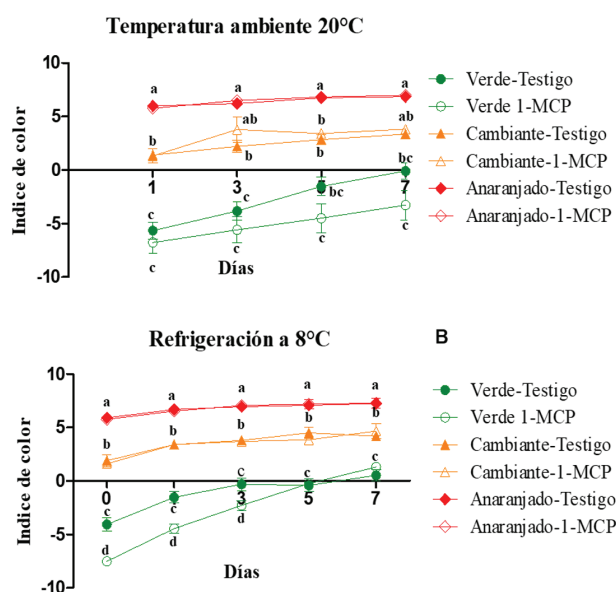 Temperatura ambiente 20°C
Indice de color
10
5
0
-5
-10
a a a a
b ab b ab
b b
1 3 5 7
c c bc bc
c c c c
Días
Verde-Testigo
Verde 1-MCP
Cambiante-Testigo
Cambiante-1-MCP
Anaranjado-Testigo
Anaranjado-1-MCP
Refrigeración a 8°C
B
Indice de color
10
5
0
-5
-10
a a a a a
b b b b b
c c c
0 3 5 7
c c
d d d
Días
Verde-Testigo
Verde 1-MCP
Cambiante-Testigo
Cambiante-1-MCP
Anaranjado-Testigo
Anaranjado-1-MCP